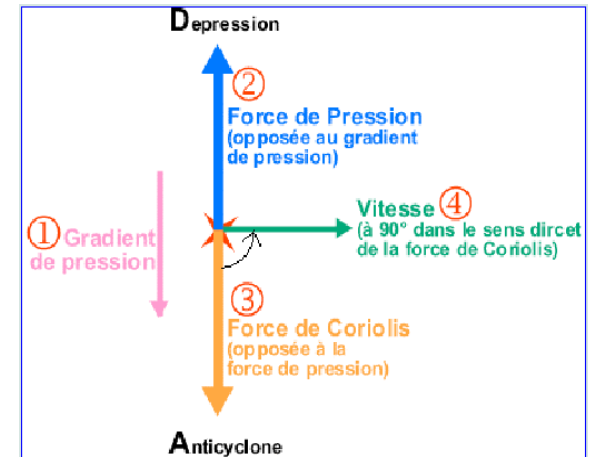 Depression
②
Force de Pression
(opposée au gradient
de pression)
Vitesse ④
(à 90° dans le sens dircet
de la force de Coriolis)
① Gradient
de pression
③
Force de Coriolis
(opposée à la
force de pression)
Anticyclone